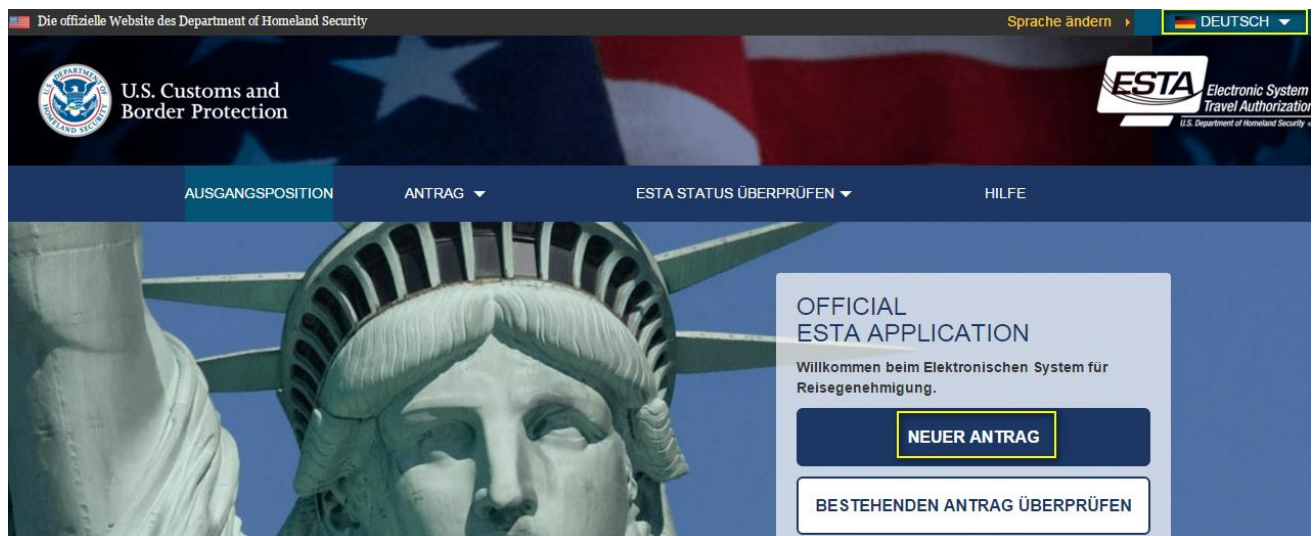 Die offizielle Website des Department of Homeland Security
Sprache ändern
DEUTSCH
U.S. Customs and
Border Protection
ESTA
Electronic System
Travel Authorization
U.S. Department of Homeland Security
AUSGANGSPOSITION
ANTRAG
ESTA STATUS ÜBERPRÜFEN
HILFE
OFFICIAL
ESTA APPLICATION
Willkommen beim Elektronischen System für
Reisegenehmigung.
NEUER ANTRAG
BESTEHENDEN ANTRAG ÜBERPRÜFEN